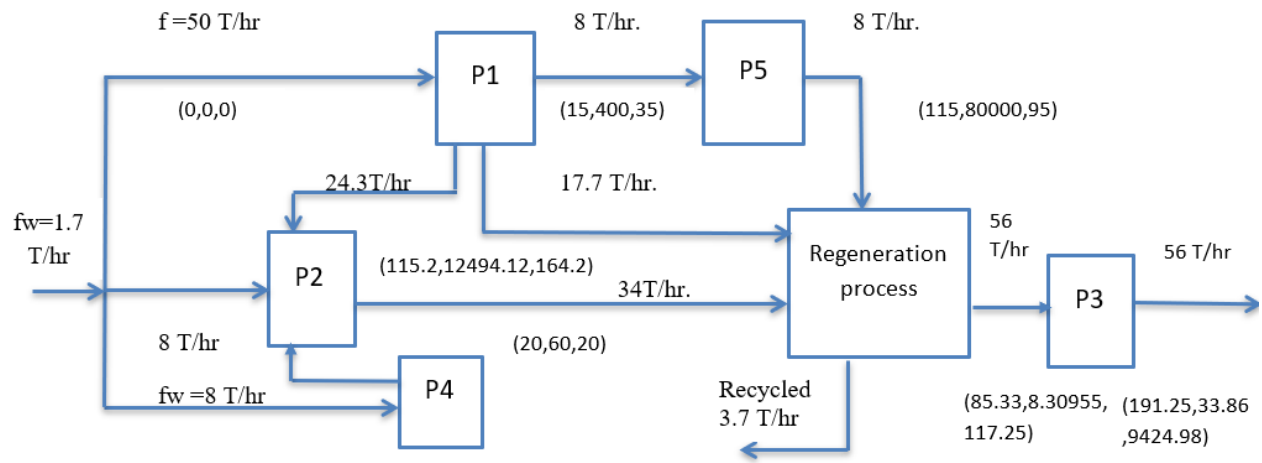 f =50 T/hr
8 T/hr.
8 T/hr.
P1
P5
(0,0,0)
(15,400,35)
(115,80000,95)
24.3T/hr
17.7 T/hr.
fw=1.7
T/hr
P2
(115.2,12494.12,164.2)
34T/hr.
Regeneration
process
56
T/hr
P3
56 T/hr
8 T/hr
(20,60,20)
fw =8 T/hr
P4
Recycled
3.7 T/hr
(85.33,8.30955,
117.25)
(191.25,33.86
,9424.98)